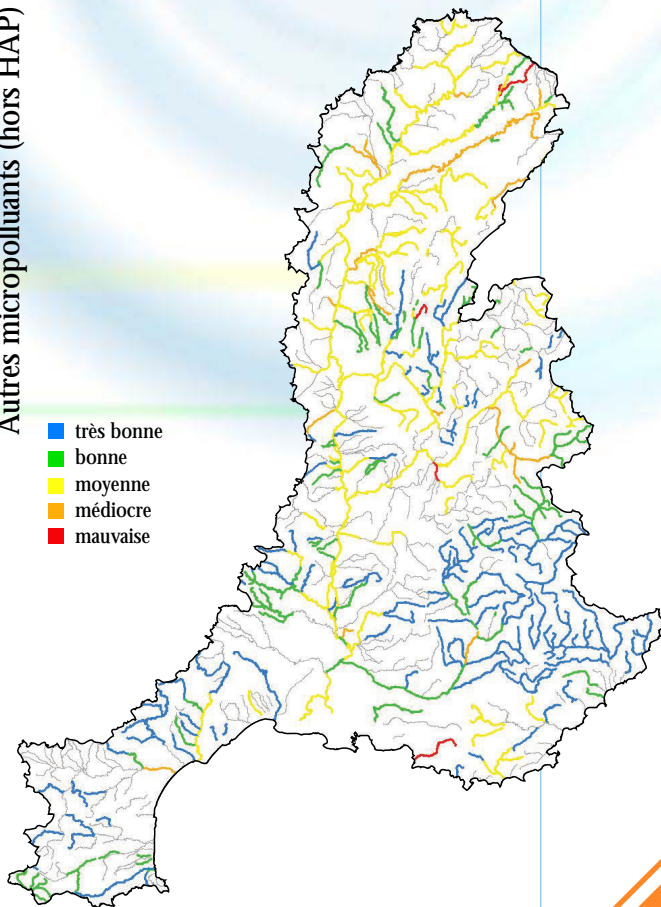 Autres micropolluants (hors HAP)
très bonne
bonne
moyenne
médiocre
mauvaise